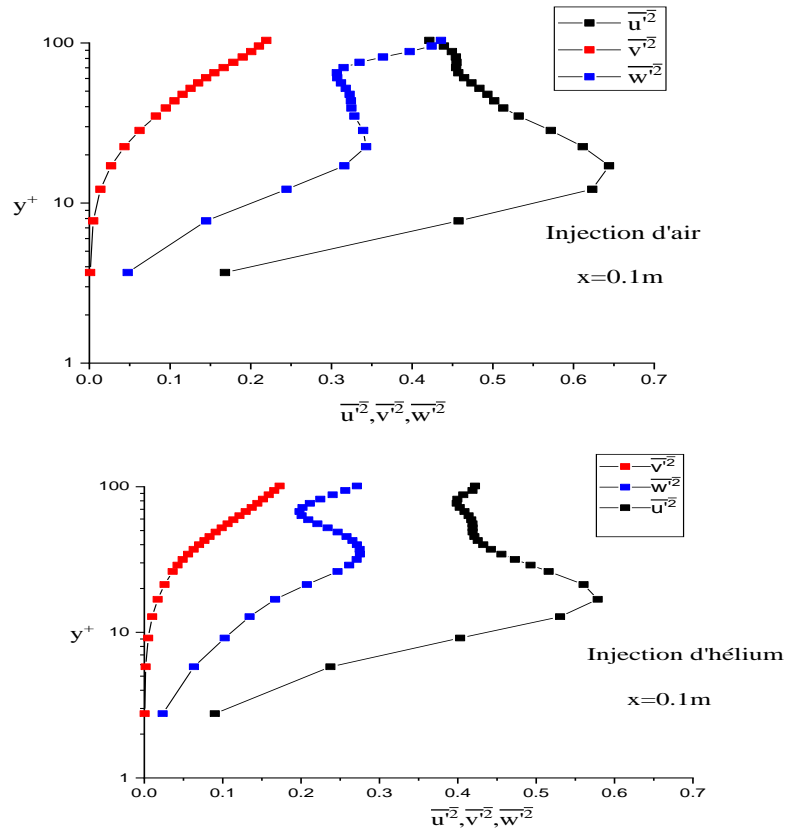 u'²
v'²
w'²
100
10
1
y⁺
Injection d'air
x=0.1m
0.0 0.1 0.2 0.3 0.4 0.5 0.6 0.7
u'²,v'²,w'²
v'²
w'²
u'²
100
10
1
y⁺
Injection d'hélium
x=0.1m
0.0 0.1 0.2 0.3 0.4 0.5 0.6 0.7
u'²,v'²,w'²